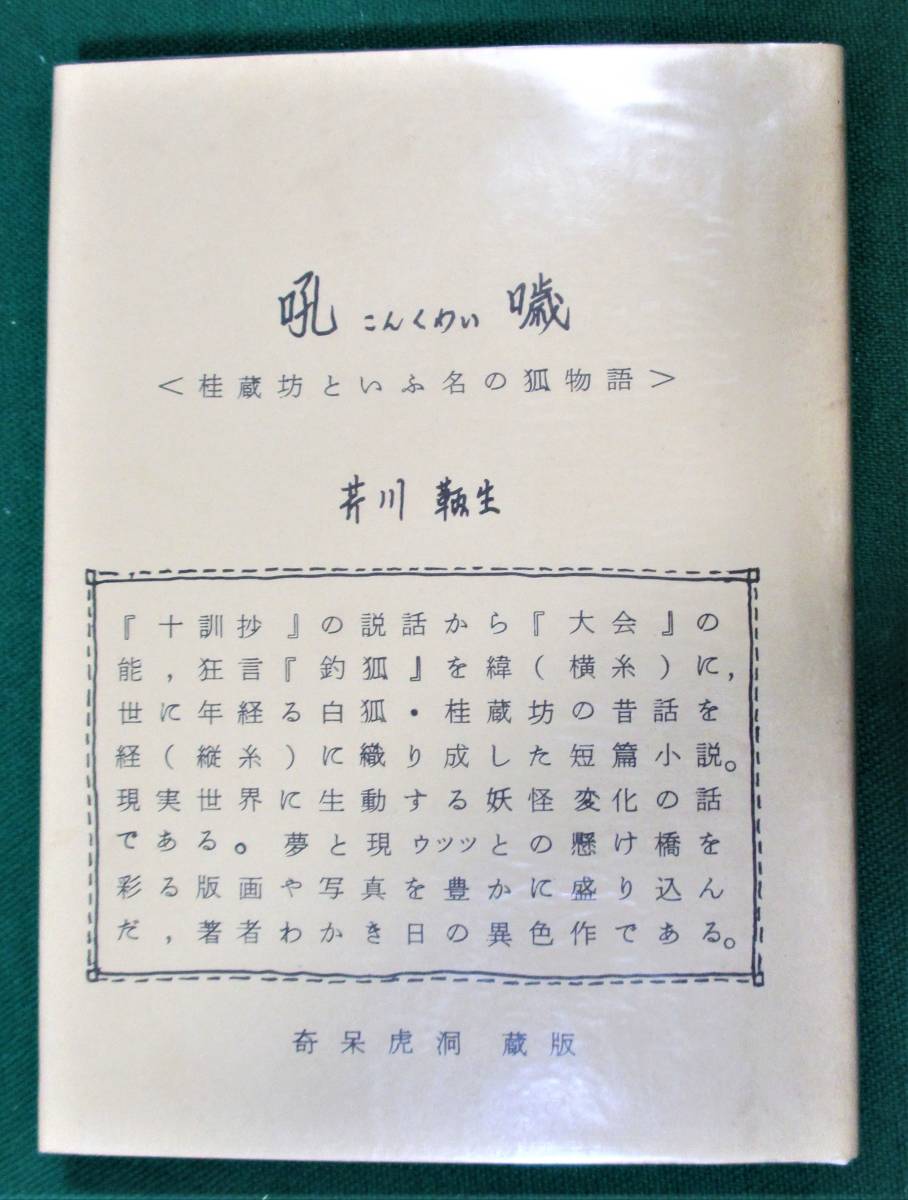 吼 こんくわい 噦
＜桂蔵坊といふ名の狐物語＞
芥川 鞆生
『十訓抄』の説話から『大会』の
能，狂言『釣狐』を緯（横糸）に，
世に年経る白狐・桂蔵坊の昔話を
経（縦糸）に織り成した短篇小説。
現実世界に生動する妖怪変化の話
である。夢と現ゥッッとの懸け橋を
彩る版画や写真を豊かに盛り込ん
だ，著者わかき日の異色作である。
奇呆虎洞 蔵版